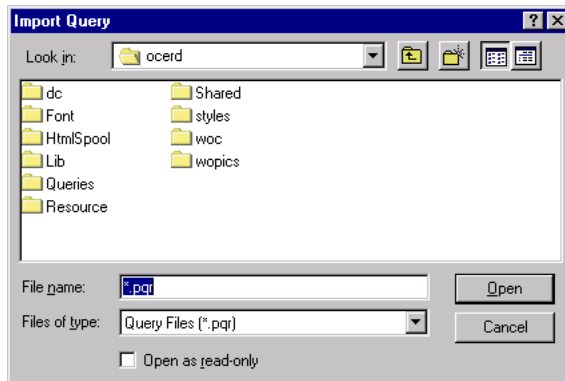 Import Query
Look in: ocerd
dc Shared
Font styles
HtmlSpool woc
Lib wopics
Queries
Resource
File name: *.pqr Open
Files of type: Query Files (*.pqr) Cancel
Open as read-only